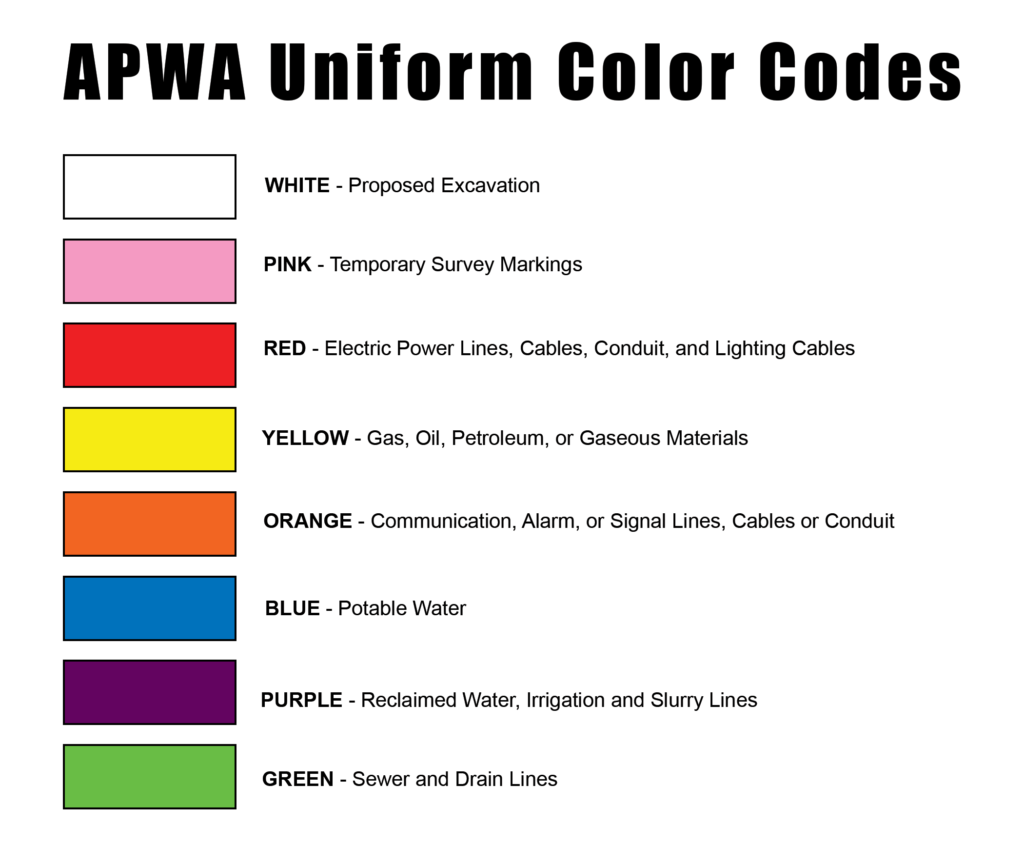 APWA Uniform Color Codes
WHITE - Proposed Excavation
PINK - Temporary Survey Markings
RED - Electric Power Lines, Cables, Conduit, and Lighting Cables
YELLOW - Gas, Oil, Petroleum, or Gaseous Materials
ORANGE - Communication, Alarm, or Signal Lines, Cables or Conduit
BLUE - Potable Water
PURPLE - Reclaimed Water, Irrigation and Slurry Lines
GREEN - Sewer and Drain Lines